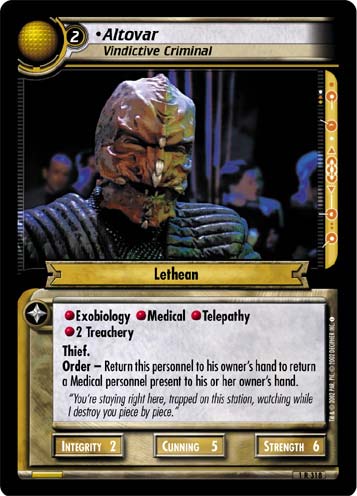 2
•Altovar
Vindictive Criminal
Lethean
•Exobiology •Medical •Telepathy
•2 Treachery
Thief.
Order – Return this personnel to his owner's hand to return
a Medical personnel present to his or her owner's hand.
"You're staying right here, trapped on this station, watching while
I destroy you piece by piece."
INTEGRITY 2 CUNNING 5 STRENGTH 6
1 R 318